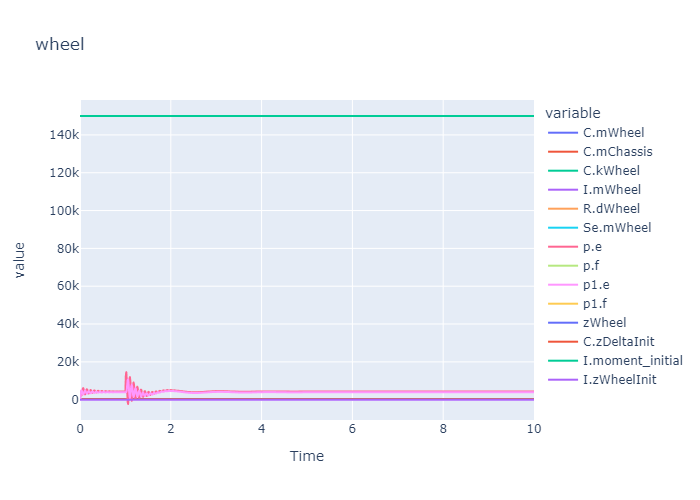 wheel
variable
C.mWheel
C.mChassis
C.kWheel
I.mWheel
R.dWheel
Se.mWheel
p.e
p.f
p1.e
p1.f
zWheel
C.zDeltaInit
I.moment_initial
I.zWheelInit
value
140k
120k
100k
80k
60k
40k
20k
0
0 2 4 6 8 10
Time